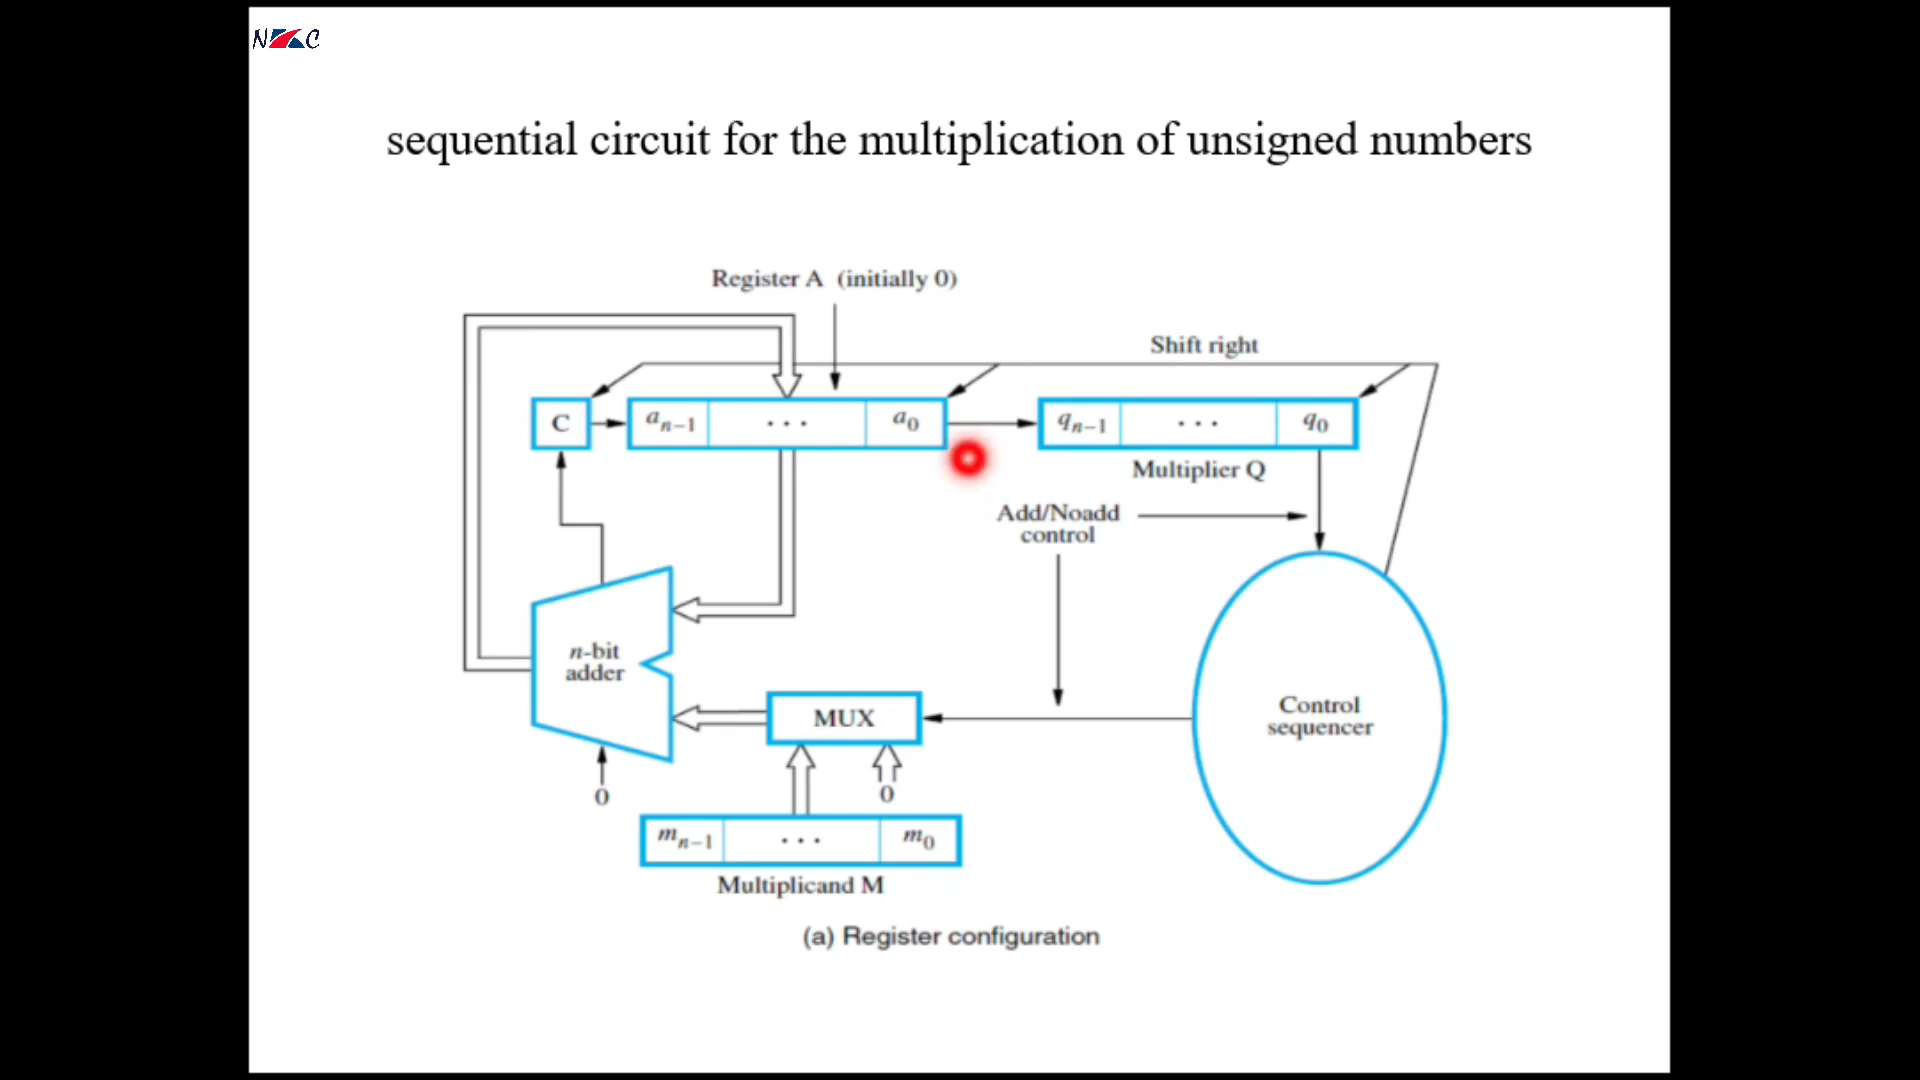 sequential circuit for the multiplication of unsigned numbers
Register A (initially 0)
Shift right
C
a_{n-1}
. . .
a_0
q_{n-1}
. . .
q_0
Multiplier Q
Add/Noadd
control
n-bit
adder
MUX
Control
sequencer
0
0
m_{n-1}
. . .
m_0
Multiplicand M
(a) Register configuration